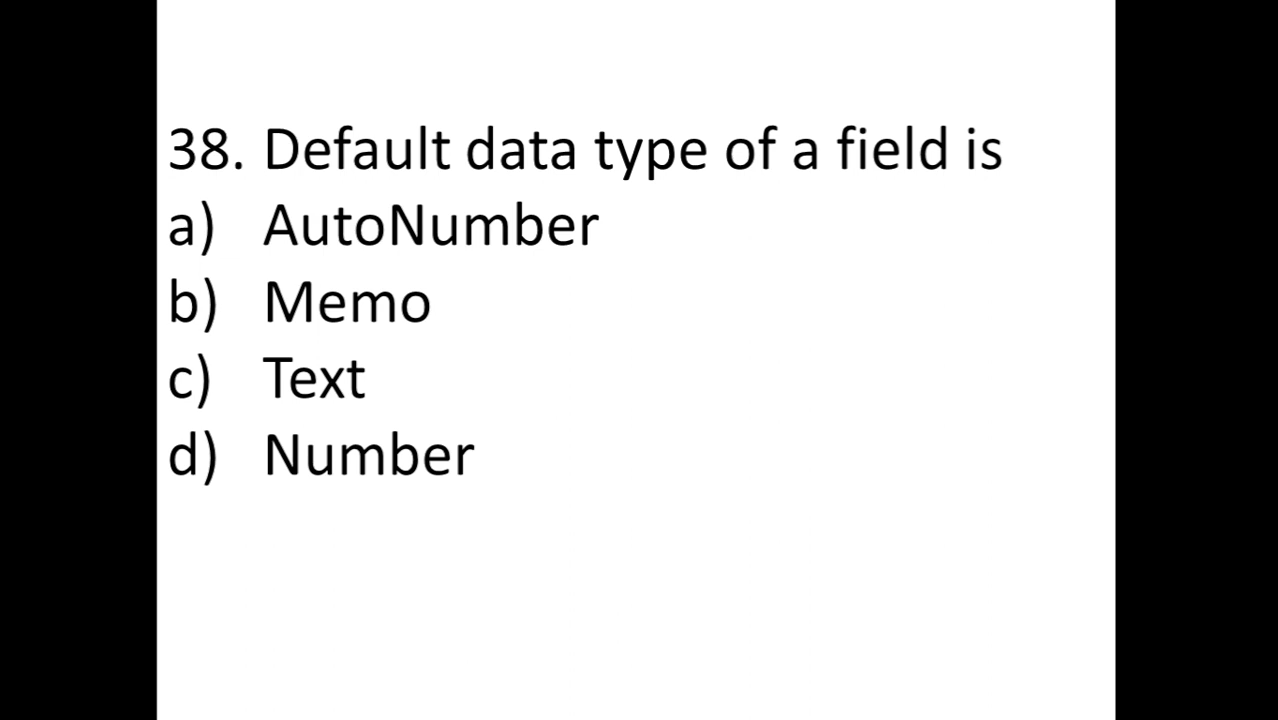 38. Default data type of a field is
a) AutoNumber
b) Memo
c) Text
d) Number